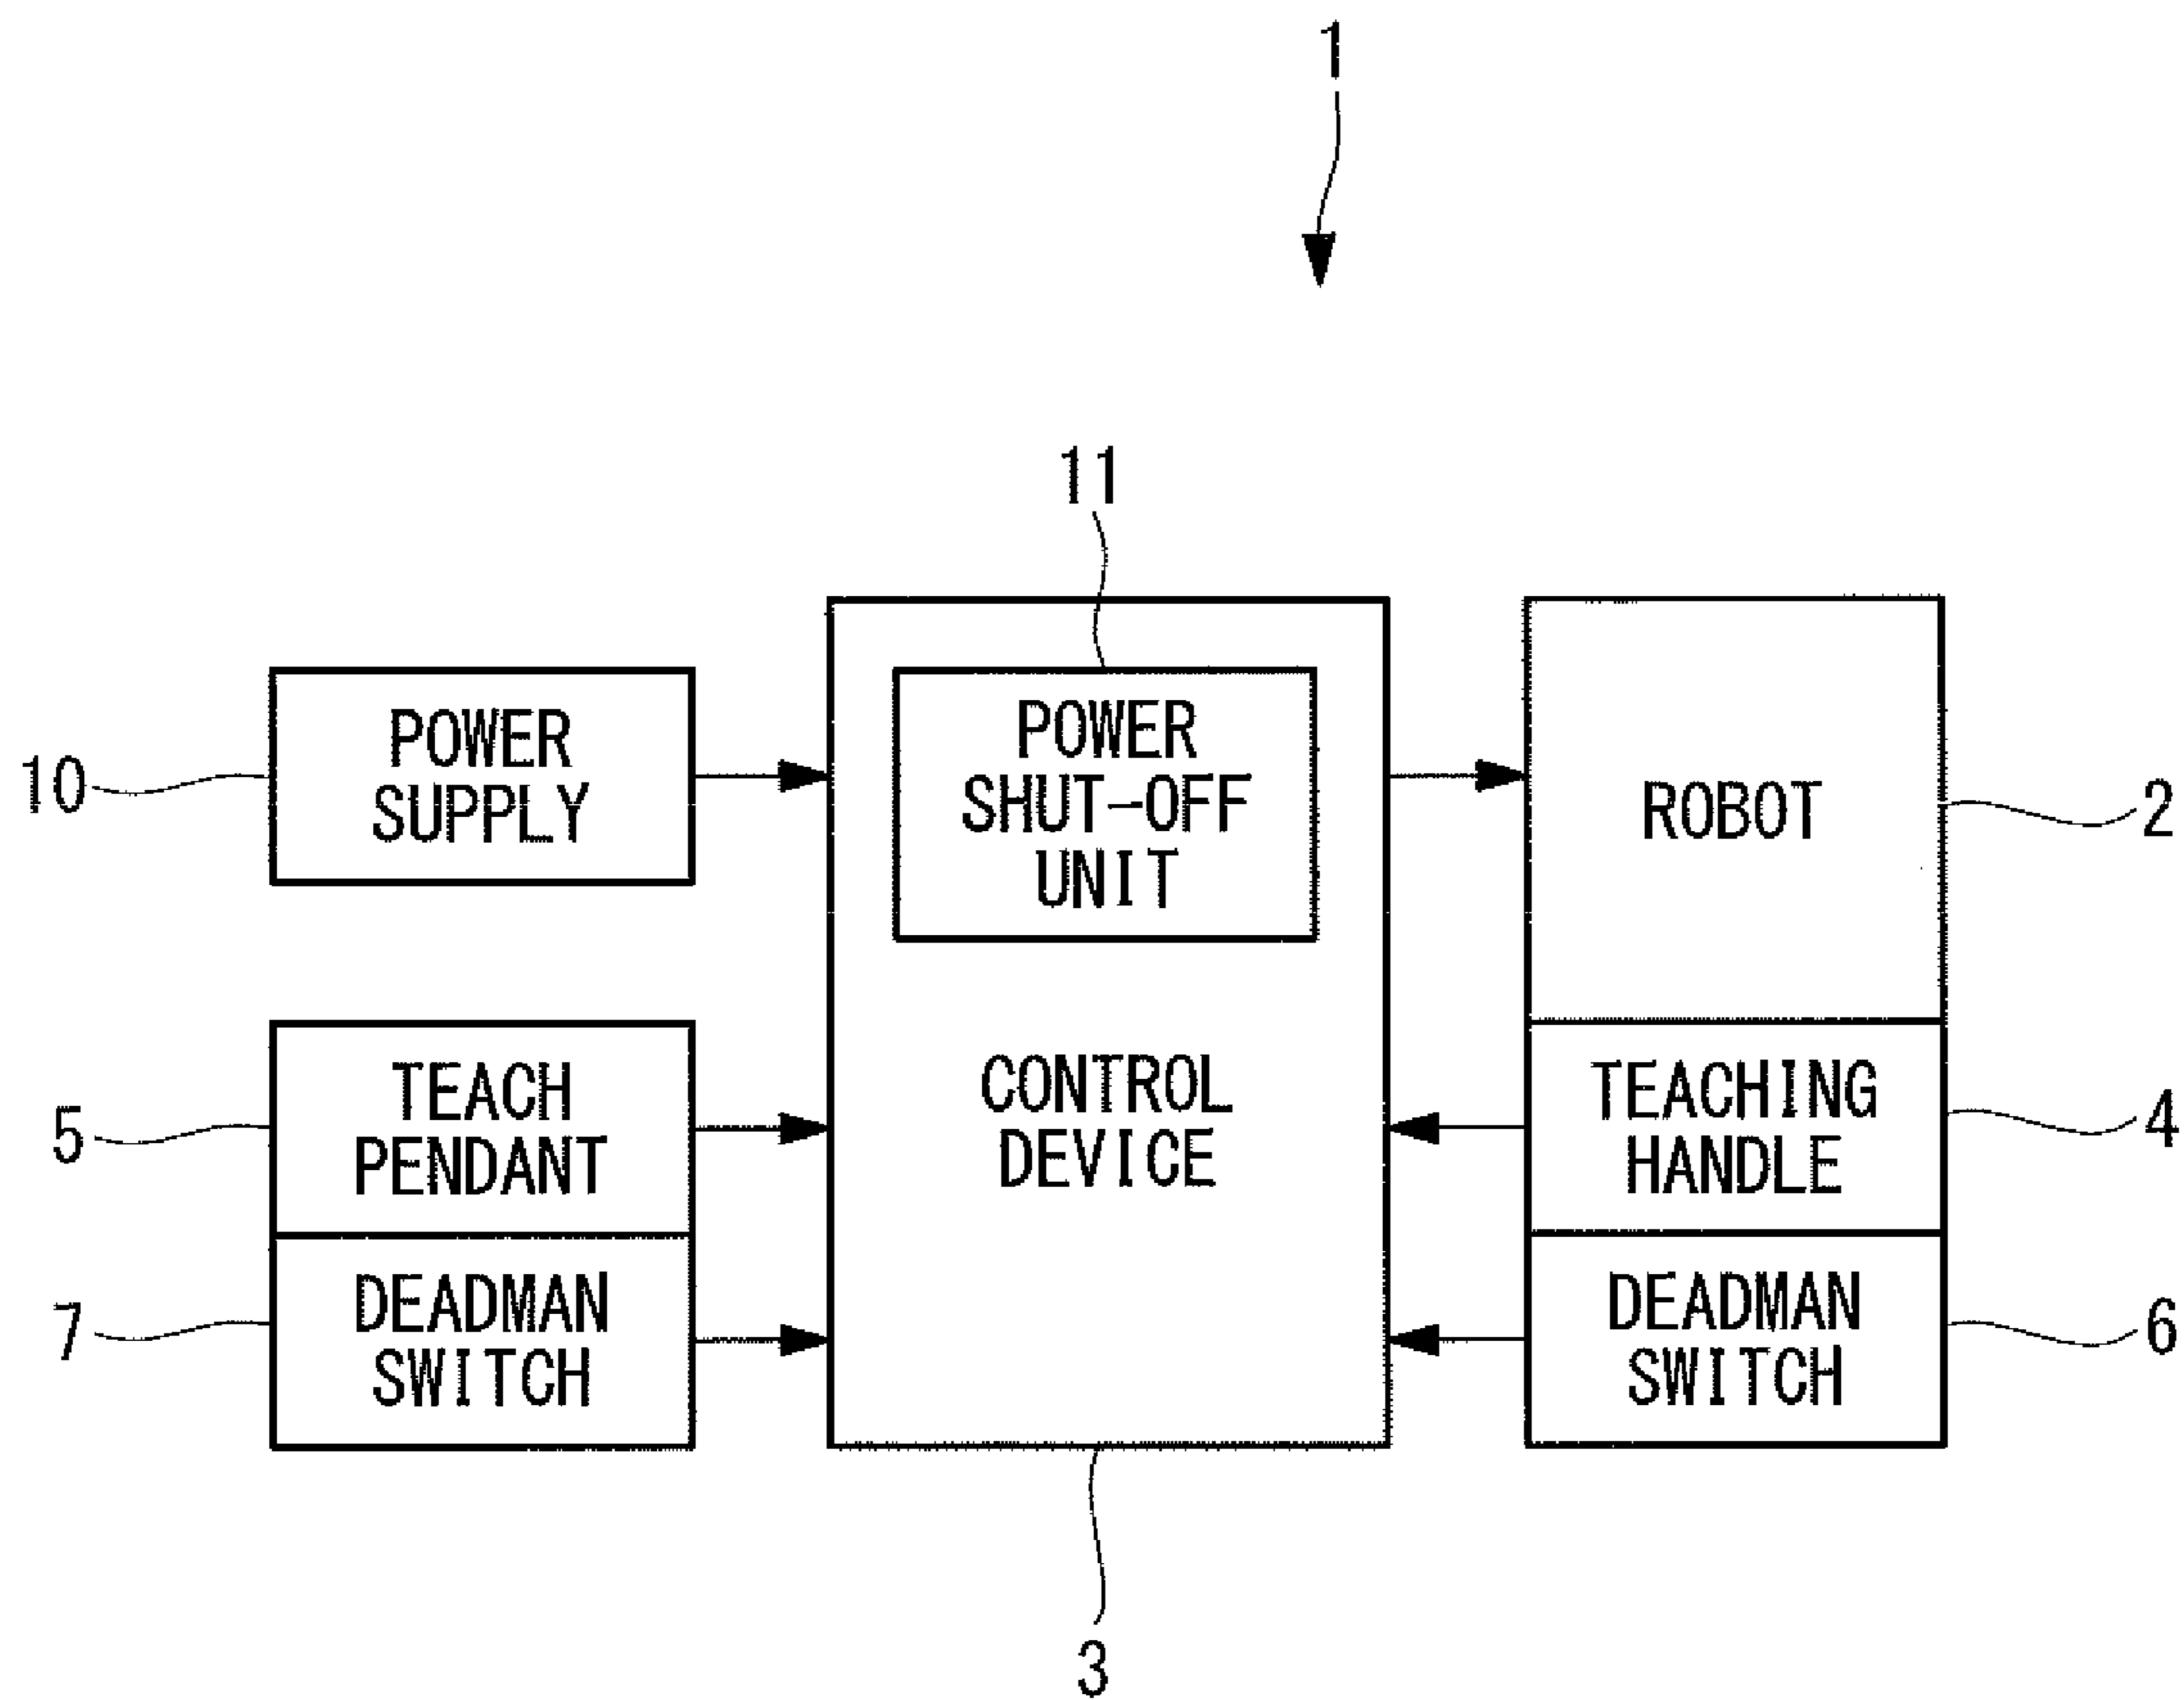 1
11
POWER
SUPPLY
10
POWER
SHUT-OFF
UNIT
ROBOT
2
TEACH
PENDANT
5
CONTROL
DEVICE
TEACHING
HANDLE
4
DEADMAN
SWITCH
7
DEADMAN
SWITCH
6
3